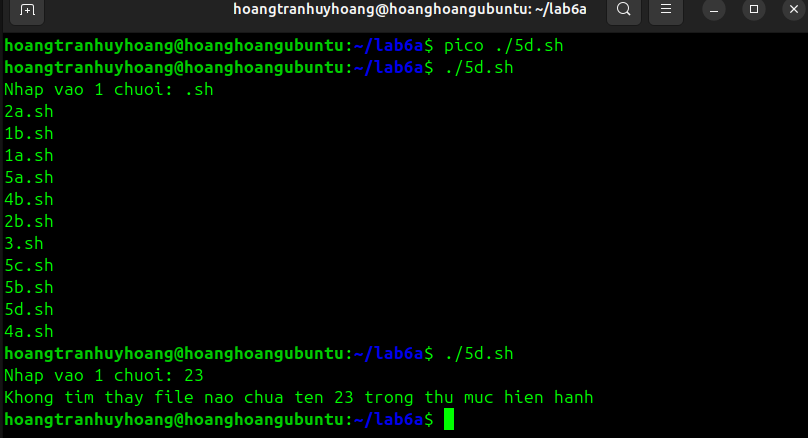 hoangtranhuyhoang@hoanghoangubuntu: ~/lab6a
hoangtranhuyhoang@hoanghoangubuntu:~/lab6a$ pico ./5d.sh
hoangtranhuyhoang@hoanghoangubuntu:~/lab6a$ ./5d.sh
Nhap vao 1 chuoi: .sh
2a.sh
1b.sh
1a.sh
5a.sh
4b.sh
2b.sh
3.sh
5c.sh
5b.sh
5d.sh
4a.sh
hoangtranhuyhoang@hoanghoangubuntu:~/lab6a$ ./5d.sh
Nhap vao 1 chuoi: 23
Khong tim thay file nao chua ten 23 trong thu muc hien hanh
hoangtranhuyhoang@hoanghoangubuntu:~/lab6a$